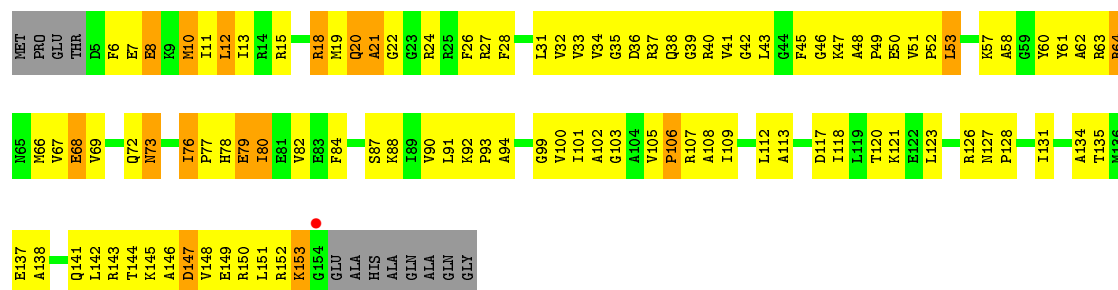 MET PRO GLU THR D5 F6 E7 E8 K9 M10 I11 L12 I13 R14 R15 R18 M19 Q20 A21 G22 G23 R24 R25 F26 R27 F28 L31 V32 V33 V34 G35 D36 R37 Q38 G39 R40 V41 G42 L43 G44 F45 G46 K47 A48 P49 E50 V51 P52 L53 K57 A58 G59 Y60 Y61 A62 R63 R64
N65 M66 V67 E68 V69 Q72 N73 I76 P77 H78 E79 I80 E81 V82 E83 F84 S87 K88 I89 V90 L91 K92 P93 A94 G99 V100 I101 A102 G103 A104 V105 P106 R107 A108 I109 L112 A113 D117 I118 L119 T120 K121 E122 L123 R126 N127 P128 I131 A134 T135 M136
E137 A138 Q141 L142 R143 T144 K145 A146 D147 V148 E149 R150 L151 R152 K153 G154 GLU ALA HIS ALA GLN ALA GLN GLY